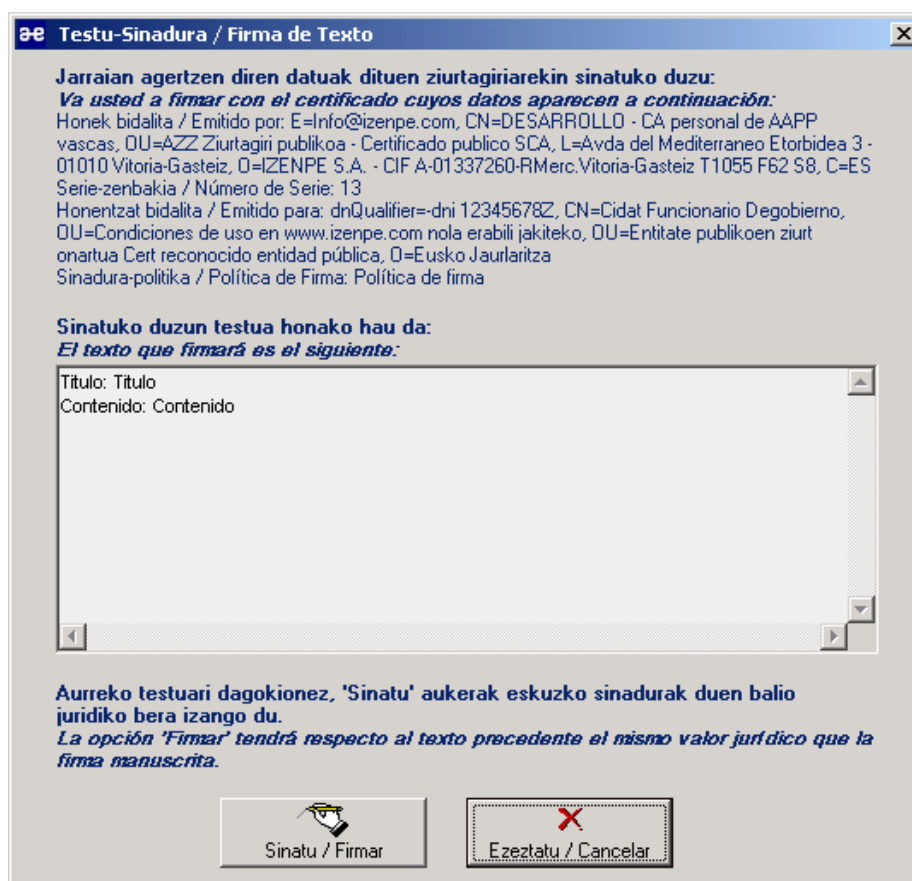 Testu-Sinadura / Firma de Texto
Jarraian agertzen diren datuak dituen ziurtagiriarekin sinatuko duzu:
Va usted a firmar con el certificado cuyos datos aparecen a continuación:
Honek bidalita / Emitido por: E=Info@izenpe.com, CN=DESARROLLO - CA personal de AAPP
vascas, OU=AZZ Ziurtagiri publikoa - Certificado publico SCA, L=Avda del Mediterraneo Etorbidea 3 -
01010 Vitoria-Gasteiz, O=IZENPE S.A. - CIF A-01337260-RMerc.Vitoria-Gasteiz T1055 F62 S8, C=ES
Serie-zenbakia / Número de Serie: 13
Honentzat bidalita / Emitido para: dnQualifier=-dni 12345678Z, CN=Cidat Funcionario Degobierno,
OU=Condiciones de uso en www.izenpe.com nola erabili jakiteko, OU=Entitate publikoen ziurt
onartua Cert reconocido entidad pública, O=Eusko Jaurlaritza
Sinadura-politika / Política de Firma: Política de firma
Sinatuko duzun testua honako hau da:
El texto que firmará es el siguiente:
Titulo: Titulo
Contenido: Contenido
Aurreko testuari dagokionez, 'Sinatu' aukerak eskuzko sinadurak duen balio
juridiko bera izango du.
La opción 'Firmar' tendrá respecto al texto precedente el mismo valor jurídico que la
firma manuscrita.
Sinatu / Firmar
Ezeztatu / Cancelar